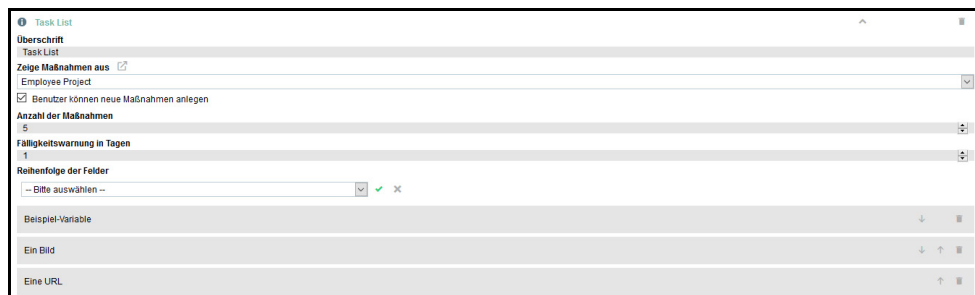 Task List
Überschrift
Task List
Zeige Maßnahmen aus
Employee Project
Benutzer können neue Maßnahmen anlegen
Anzahl der Maßnahmen
5
Fälligkeitswarnung in Tagen
1
Reihenfolge der Felder
-- Bitte auswählen --
Beispiel-Variable
Ein Bild
Eine URL